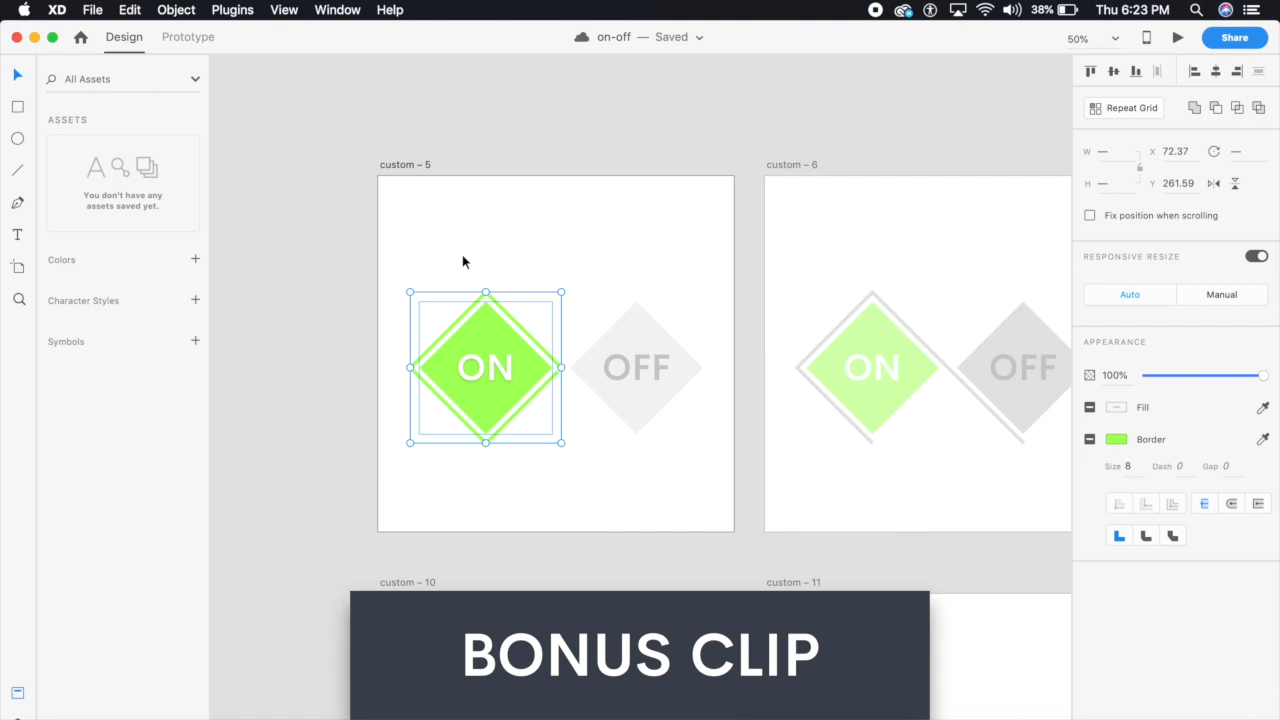 XD File Edit Object Plugins View Window Help 38% Thu 6:23 PM
Design Prototype on-off — Saved 50% Share
All Assets
ASSETS
You don't have any
assets saved yet.
Colors +
Character Styles +
Symbols +
custom – 5 custom – 6
ON OFF ON OFF
custom – 10 custom – 11
BONUS CLIP
Repeat Grid
W — X 72.37 —
H — Y 261.59
Fix position when scrolling
RESPONSIVE RESIZE
Auto Manual
APPEARANCE
100%
Fill
Border
Size 8 Dash 0 Gap 0